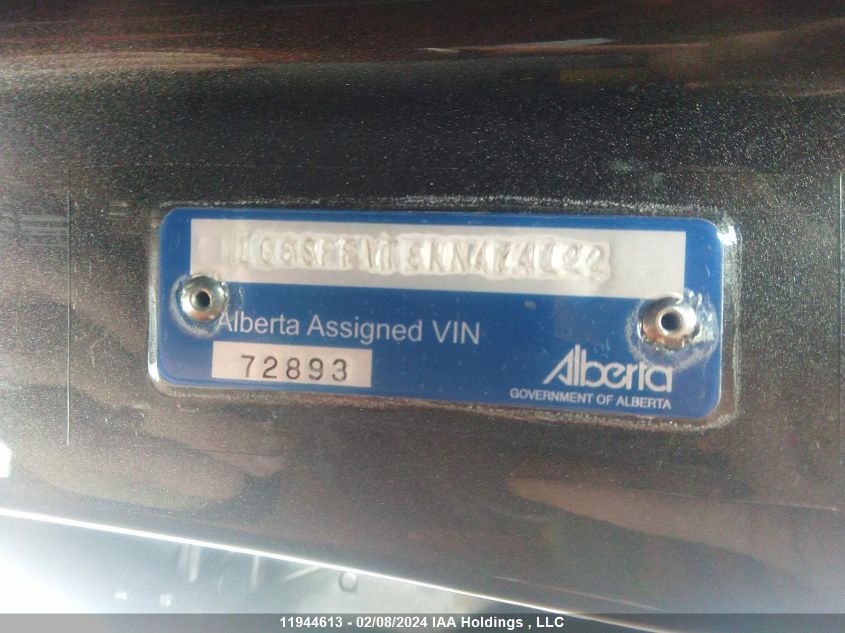 Alberta Assigned VIN
72893
Alberta
GOVERNMENT OF ALBERTA
11944613 - 02/08/2024 IAA Holdings , LLC